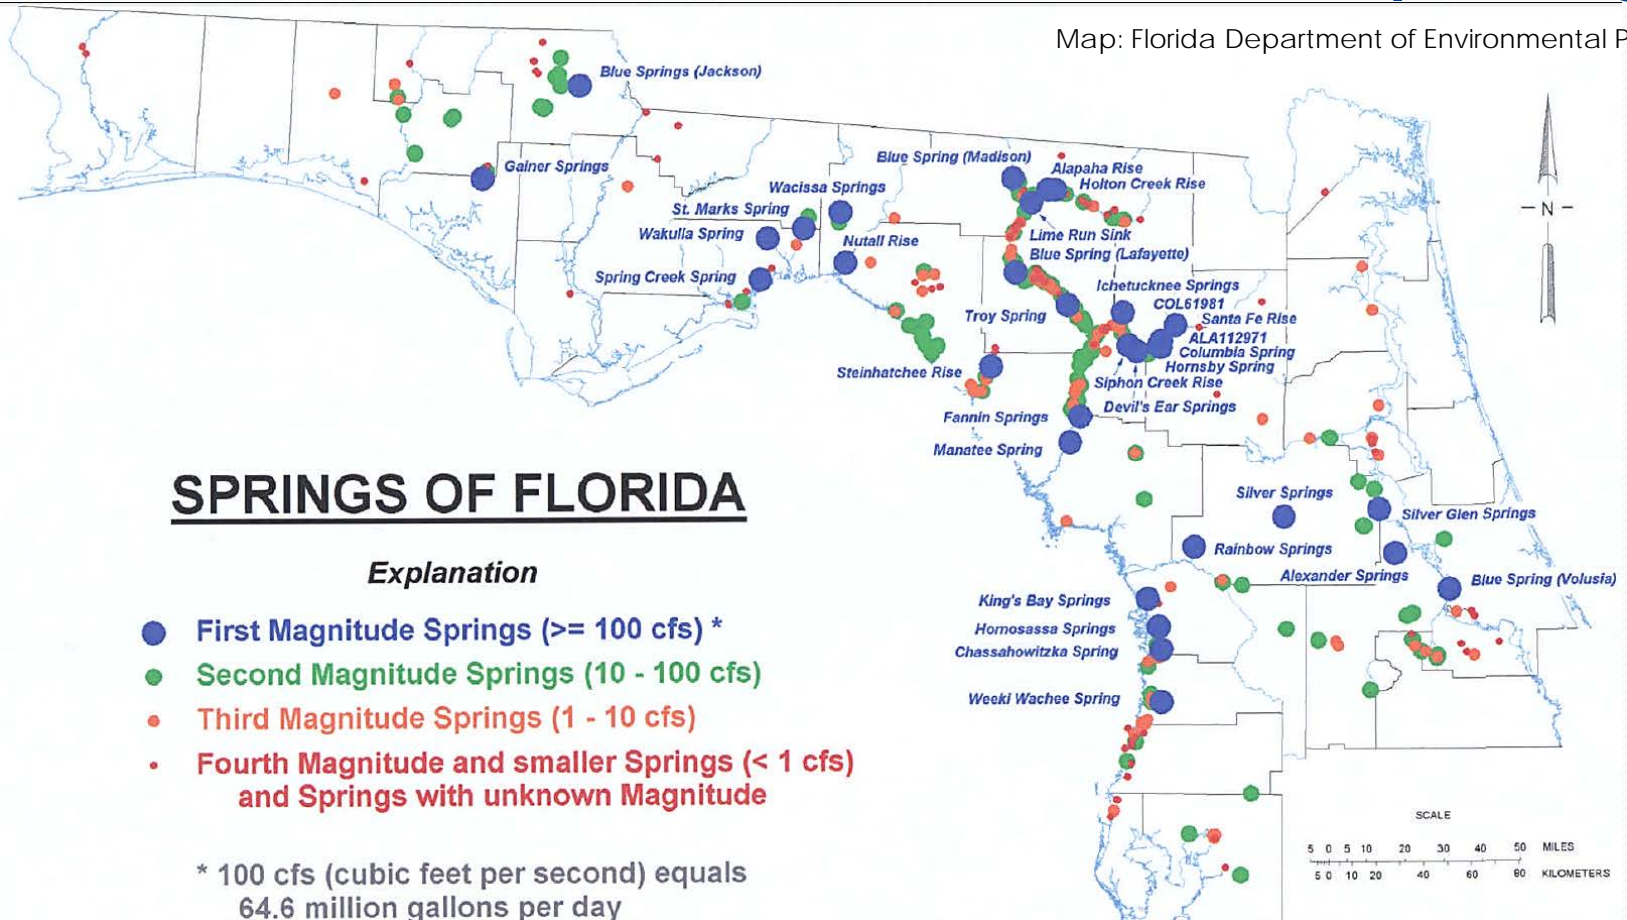 Map: Florida Department of Environmental P
Blue Springs (Jackson)
Gainer Springs
Blue Spring (Madison)
Alapaha Rise
Holton Creek Rise
Wacissa Springs
St. Marks Spring
Wakulla Spring
Nutall Rise
Lime Run Sink
Blue Spring (Lafayette)
Spring Creek Spring
Ichetucknee Springs
COL61981
Troy Spring
Santa Fe Rise
ALA112971
Columbia Spring
Hornsby Spring
Steinhatchee Rise
Siphon Creek Rise
Devil's Ear Springs
Fannin Springs
Manatee Spring
N
SPRINGS OF FLORIDA
Explanation
First Magnitude Springs (>= 100 cfs) *
Second Magnitude Springs (10 - 100 cfs)
Third Magnitude Springs (1 - 10 cfs)
Fourth Magnitude and smaller Springs (< 1 cfs)
and Springs with unknown Magnitude
* 100 cfs (cubic feet per second) equals
64.6 million gallons per day
Silver Springs
Silver Glen Springs
Rainbow Springs
Alexander Springs
Blue Spring (Volusia)
King's Bay Springs
Homosassa Springs
Chassahowitzka Spring
Weeki Wachee Spring
SCALE
5 0 5 10 20 30 40 50 MILES
5 0 10 20 40 60 80 KILOMETERS